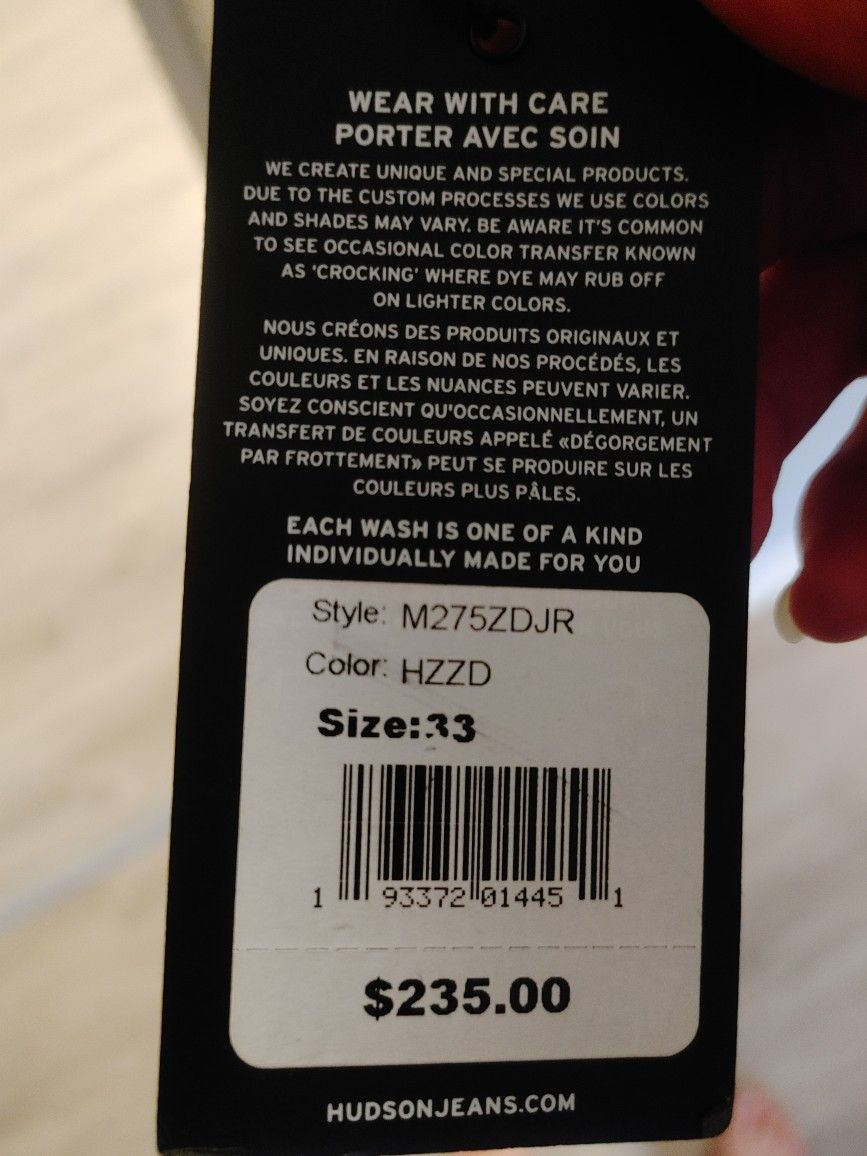 WEAR WITH CARE
PORTER AVEC SOIN
WE CREATE UNIQUE AND SPECIAL PRODUCTS.
DUE TO THE CUSTOM PROCESSES WE USE COLORS
AND SHADES MAY VARY. BE AWARE IT'S COMMON
TO SEE OCCASIONAL COLOR TRANSFER KNOWN
AS 'CROCKING' WHERE DYE MAY RUB OFF
ON LIGHTER COLORS.
NOUS CRÉONS DES PRODUITS ORIGINAUX ET
UNIQUES. EN RAISON DE NOS PROCÉDÉS, LES
COULEURS ET LES NUANCES PEUVENT VARIER.
SOYEZ CONSCIENT QU'OCCASIONNELLEMENT, UN
TRANSFERT DE COULEURS APPELÉ «DÉGORGEMENT
PAR FROTTEMENT» PEUT SE PRODUIRE SUR LES
COULEURS PLUS PÂLES.
EACH WASH IS ONE OF A KIND
INDIVIDUALLY MADE FOR YOU
Style: M275ZDJR
Color: HZZD
Size:33
1 93372 01445 1
$235.00
HUDSONJEANS.COM